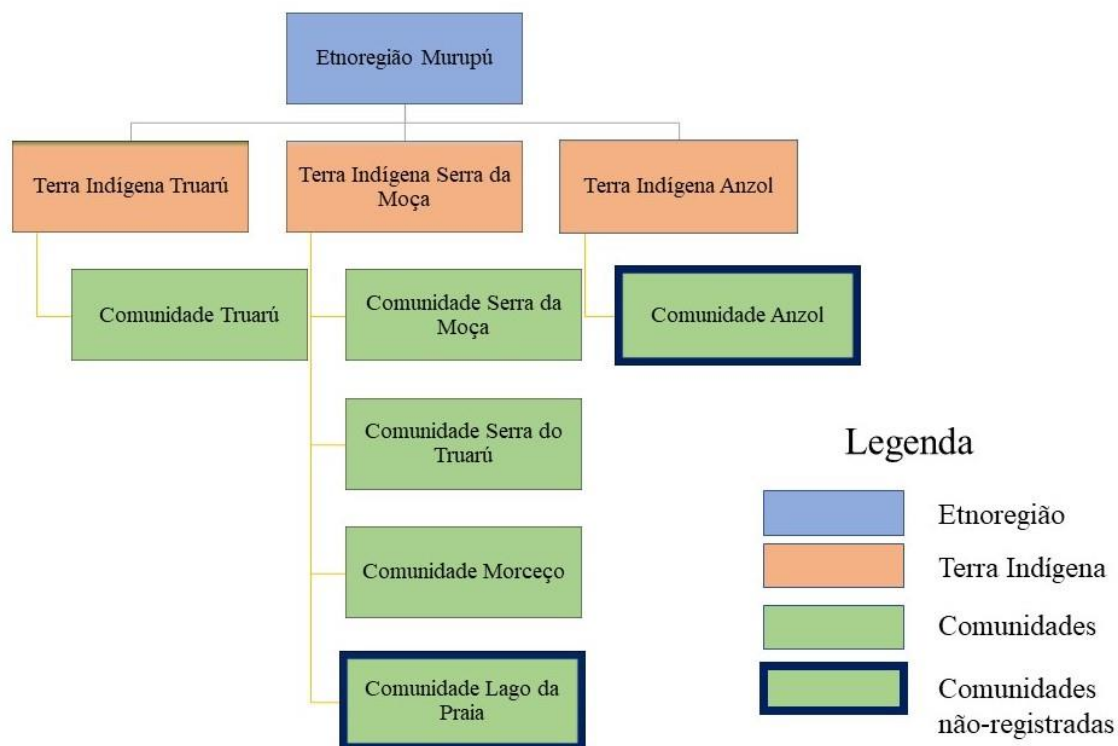 Etnoregião Murupú
Terra Indígena Truarú
Terra Indígena Serra da
Moça
Terra Indígena Anzol
Comunidade Truarú
Comunidade Serra da
Moça
Comunidade Anzol
Comunidade Serra do
Truarú
Comunidade Morceço
Comunidade Lago da
Praia
Legenda
Etnoregião
Terra Indígena
Comunidades
Comunidades
não-registradas